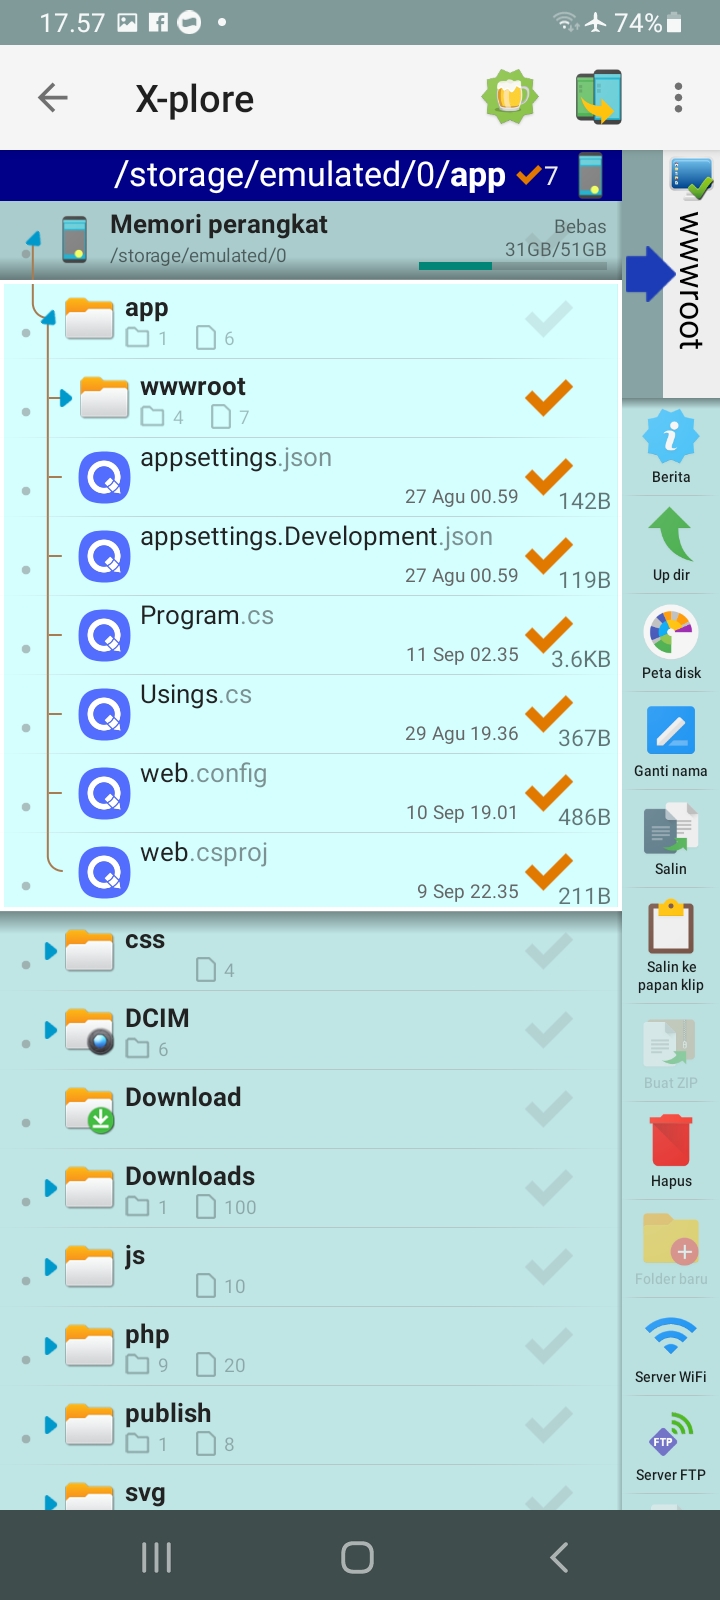 17.57
74%
X-plore
/storage/emulated/0/app 7
Memori perangkat
/storage/emulated/0
Bebas
31GB/51GB
wwwroot
app
1 6
wwwroot
4 7
appsettings.json
27 Agu 00.59 142B
appsettings.Development.json
27 Agu 00.59 119B
Program.cs
11 Sep 02.35 3.6KB
Usings.cs
29 Agu 19.36 367B
web.config
10 Sep 19.01 486B
web.csproj
9 Sep 22.35 211B
css
4
DCIM
6
Download
Downloads
1 100
js
10
php
9 20
publish
1 8
svg
Berita
Up dir
Peta disk
Ganti nama
Salin
Salin ke
papan klip
Buat ZIP
Hapus
Folder baru
Server WiFi
FTP
Server FTP